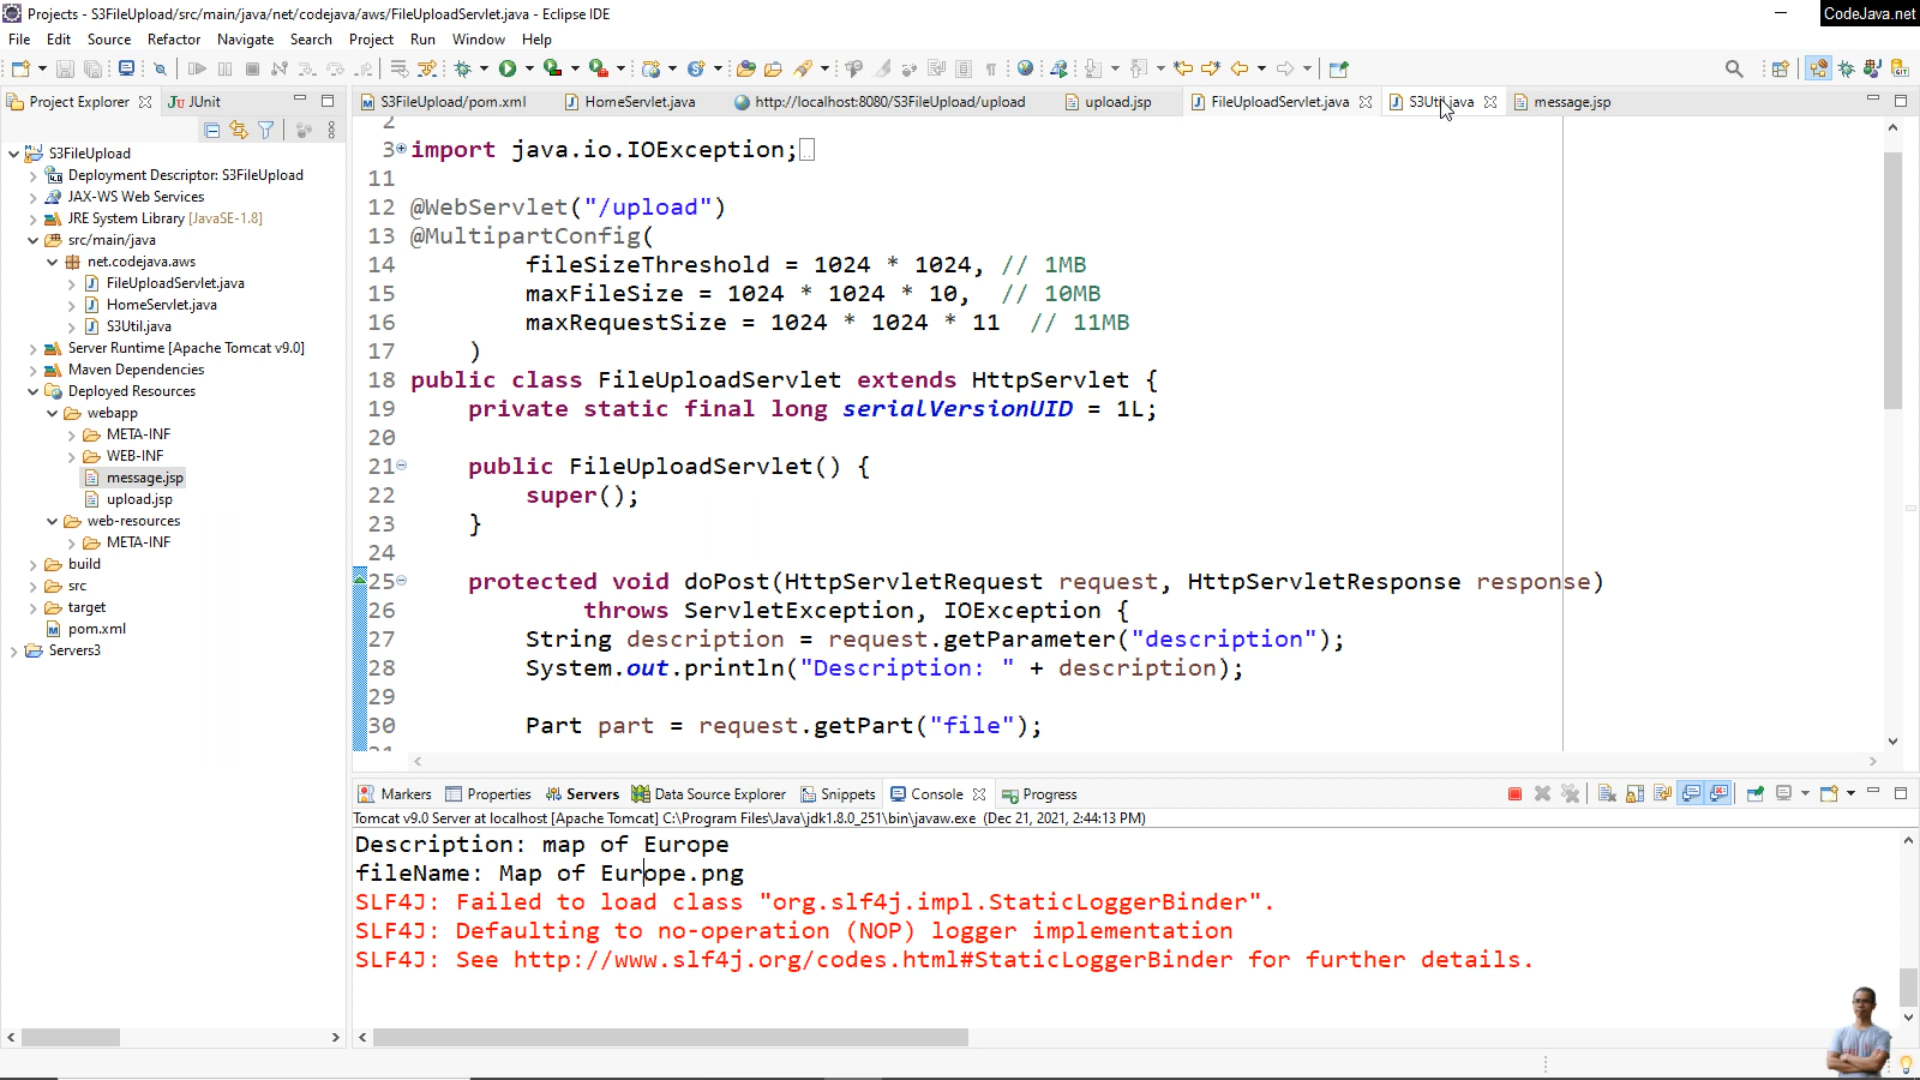 Projects - S3FileUpload/src/main/java/net/codejava/aws/FileUploadServlet.java - Eclipse IDE
CodeJava.net
File Edit Source Refactor Navigate Search Project Run Window Help
Project Explorer
JUnit
S3FileUpload/pom.xml
HomeServlet.java
http://localhost:8080/S3FileUpload/upload
upload.jsp
FileUploadServlet.java
S3Util.java
message.jsp
S3FileUpload
Deployment Descriptor: S3FileUpload
JAX-WS Web Services
JRE System Library [JavaSE-1.8]
src/main/java
net.codejava.aws
FileUploadServlet.java
HomeServlet.java
S3Util.java
Server Runtime [Apache Tomcat v9.0]
Maven Dependencies
Deployed Resources
webapp
META-INF
WEB-INF
message.jsp
upload.jsp
web-resources
META-INF
build
src
target
pom.xml
Servers3
2
3 import java.io.IOException;
11
12 @WebServlet("/upload")
13 @MultipartConfig(
14 fileSizeThreshold = 1024 * 1024, // 1MB
15 maxFileSize = 1024 * 1024 * 10, // 10MB
16 maxRequestSize = 1024 * 1024 * 11 // 11MB
17 )
18 public class FileUploadServlet extends HttpServlet {
19 private static final long serialVersionUID = 1L;
20
21 public FileUploadServlet() {
22 super();
23 }
24
25 protected void doPost(HttpServletRequest request, HttpServletResponse response)
26 throws ServletException, IOException {
27 String description = request.getParameter("description");
28 System.out.println("Description: " + description);
29
30 Part part = request.getPart("file");
31
Markers Properties Servers Data Source Explorer Snippets Console Progress
Tomcat v9.0 Server at localhost [Apache Tomcat] C:\Program Files\Java\jdk1.8.0_251\bin\javaw.exe (Dec 21, 2021, 2:44:13 PM)
Description: map of Europe
fileName: Map of Europe.png
SLF4J: Failed to load class "org.slf4j.impl.StaticLoggerBinder".
SLF4J: Defaulting to no-operation (NOP) logger implementation
SLF4J: See http://www.slf4j.org/codes.html#StaticLoggerBinder for further details.